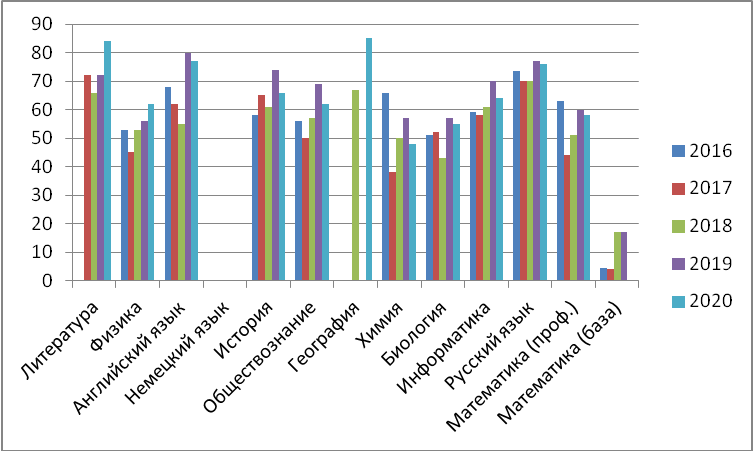 90
80
70
60
50
40
30
20
10
0
Литература
Физика
Английский язык
Немецкий язык
История
Обществознание
География
Химия
Биология
Информатика
Русский язык
Математика (проф.)
Математика (база)
2016
2017
2018
2019
2020